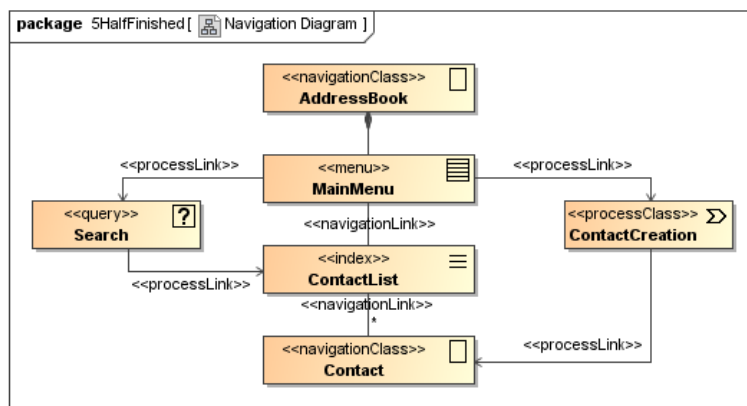 package 5HalfFinished [ Navigation Diagram ]
<<navigationClass>>
AddressBook
<<processLink>>
<<menu>>
MainMenu
<<processLink>>
<<query>>
?
Search
<<navigationLink>>
<<processClass>>
ContactCreation
<<processLink>>
<<index>>
ContactList
<<navigationLink>>
*
<<navigationClass>>
Contact
<<processLink>>